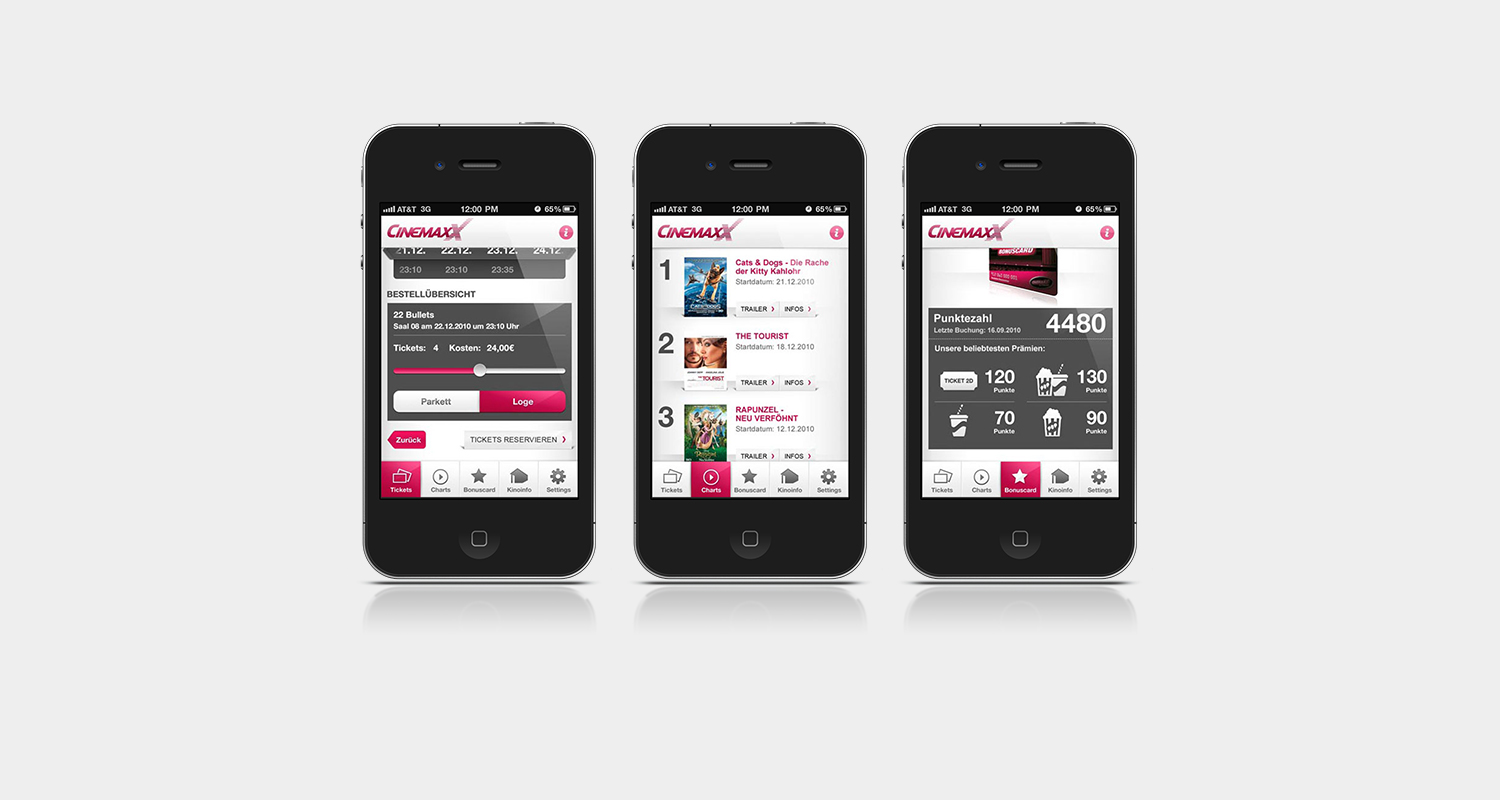 AT&T 3G 12:00 PM 65%
CINEMAXX i
21.12. 22.12. 23.12. 24.12.
23:10 23:10 23:35
BESTELLÜBERSICHT
22 Bullets
Saal 08 am 22.12.2010 um 23:10 Uhr
Tickets: 4 Kosten: 24,00€
Parkett Loge
Zurück TICKETS RESERVIEREN
Tickets Charts Bonuscard Kinoinfo Settings
AT&T 3G 12:00 PM 65%
CINEMAXX i
1
Cats & Dogs - Die Rache
der Kitty Kahlohr
Startdatum: 21.12.2010
TRAILER INFOS
CATS & DOGS
2
THE TOURIST
Startdatum: 18.12.2010
TRAILER INFOS
THE TOURIST
3
RAPUNZEL -
NEU VERFÖHNT
Startdatum: 12.12.2010
TRAILER INFOS
Tickets Charts Bonuscard Kinoinfo Settings
AT&T 3G 12:00 PM 65%
CINEMAXX i
BONUSCARD
Punktezahl 4480
Letzte Buchung: 16.09.2010
Unsere beliebtesten Prämien:
TICKET 2D 120 Punkte
130 Punkte
70 Punkte
90 Punkte
Tickets Charts Bonuscard Kinoinfo Settings